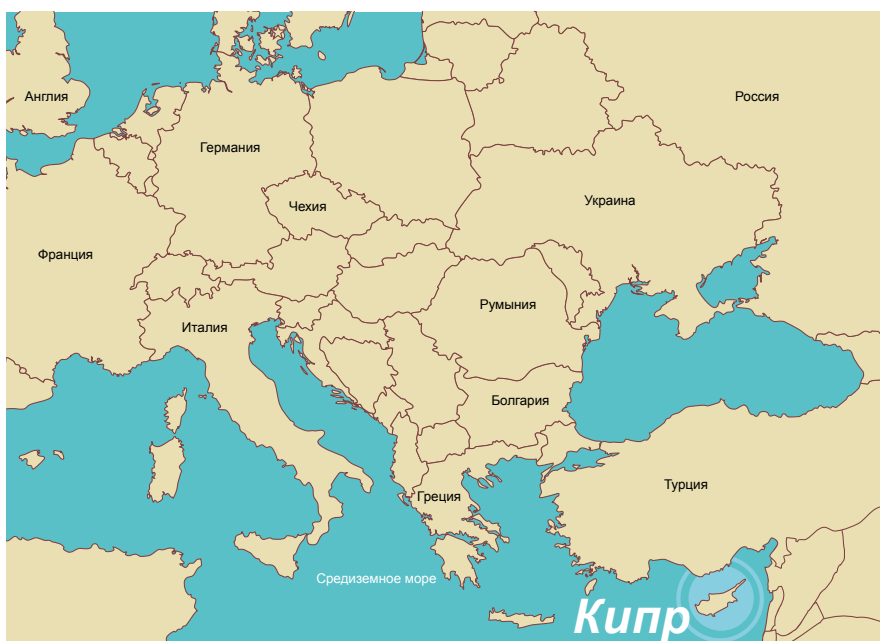 Англия
Россия
Германия
Украина
Чехия
Франция
Румыния
Италия
Болгария
Турция
Греция
Средиземное море
Кипр